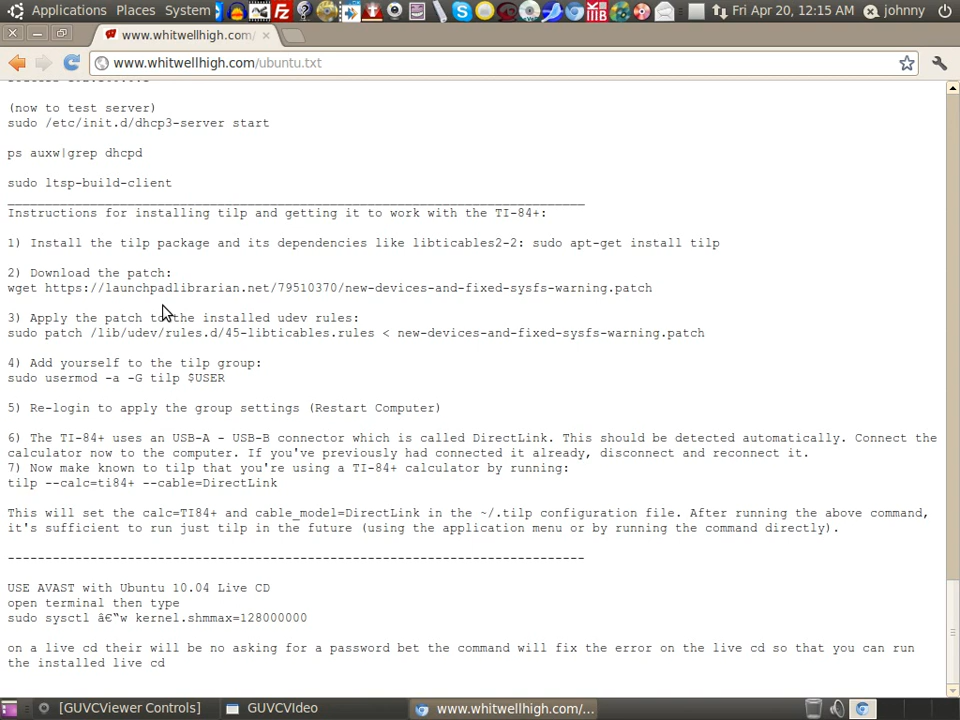 Applications Places System Fri Apr 20, 12:15 AM johnny
www.whitwellhigh.com/
www.whitwellhigh.com/ubuntu.txt
(now to test server)
sudo /etc/init.d/dhcp3-server start
ps auxw|grep dhcpd
sudo ltsp-build-client
Instructions for installing tilp and getting it to work with the TI-84+:
1) Install the tilp package and its dependencies like libticables2-2: sudo apt-get install tilp
2) Download the patch:
wget https://launchpadlibrarian.net/79510370/new-devices-and-fixed-sysfs-warning.patch
3) Apply the patch to the installed udev rules:
sudo patch /lib/udev/rules.d/45-libticables.rules < new-devices-and-fixed-sysfs-warning.patch
4) Add yourself to the tilp group:
sudo usermod -a -G tilp $USER
5) Re-login to apply the group settings (Restart Computer)
6) The TI-84+ uses an USB-A - USB-B connector which is called DirectLink. This should be detected automatically. Connect the
calculator now to the computer. If you've previously had connected it already, disconnect and reconnect it.
7) Now make known to tilp that you're using a TI-84+ calculator by running:
tilp --calc=ti84+ --cable=DirectLink
This will set the calc=TI84+ and cable_model=DirectLink in the ~/.tilp configuration file. After running the above command,
it's sufficient to run just tilp in the future (using the application menu or by running the command directly).
-----------------------------------------------------------------------------
USE AVAST with Ubuntu 10.04 Live CD
open terminal then type
sudo sysctl â€“w kernel.shmmax=128000000
on a live cd their will be no asking for a password bet the command will fix the error on the live cd so that you can run
the installed live cd
[GUVCViewer Controls] GUVCVIdeo www.whitwellhigh.com/...